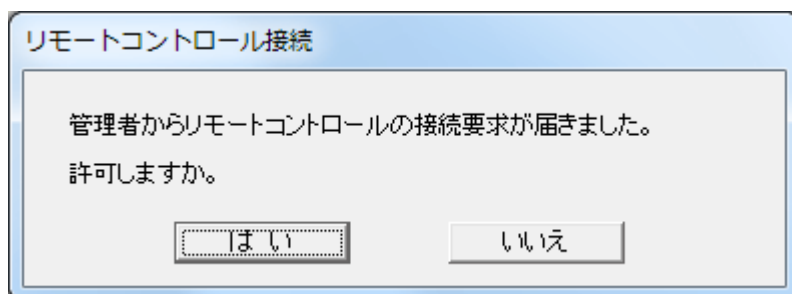 リモートコントロール接続
管理者からリモートコントロールの接続要求が届きました。
許可しますか。
はい
いいえ